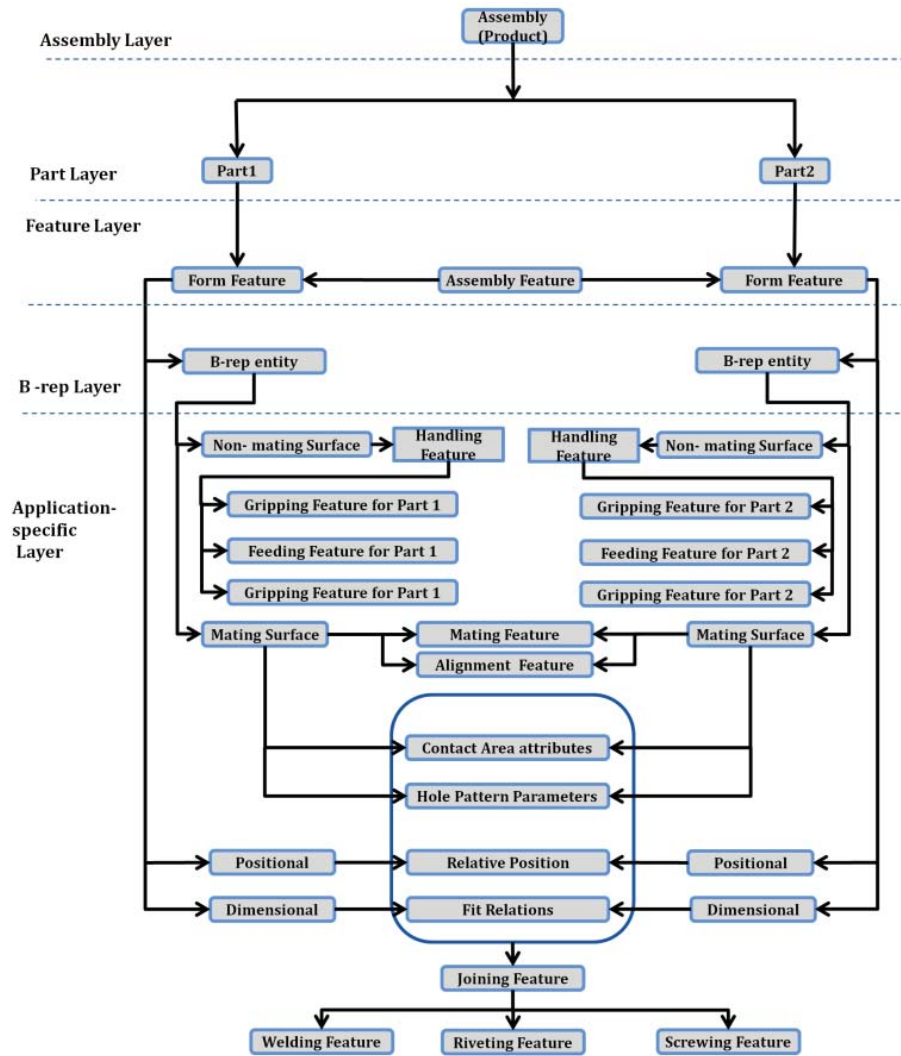 Assembly
(Product)
Assembly Layer
Part Layer
Part1
Part2
Feature Layer
Form Feature
Assembly Feature
Form Feature
B-rep entity
B-rep entity
B -rep Layer
Non- mating Surface
Handling
Feature
Handling
Feature
Non- mating Surface
Application-
specific
Layer
Gripping Feature for Part 1
Gripping Feature for Part 2
Feeding Feature for Part 1
Feeding Feature for Part 2
Gripping Feature for Part 1
Gripping Feature for Part 2
Mating Surface
Mating Feature
Mating Surface
Alignment Feature
Contact Area attributes
Hole Pattern Parameters
Positional
Relative Position
Positional
Dimensional
Fit Relations
Dimensional
Joining Feature
Welding Feature
Riveting Feature
Screwing Feature